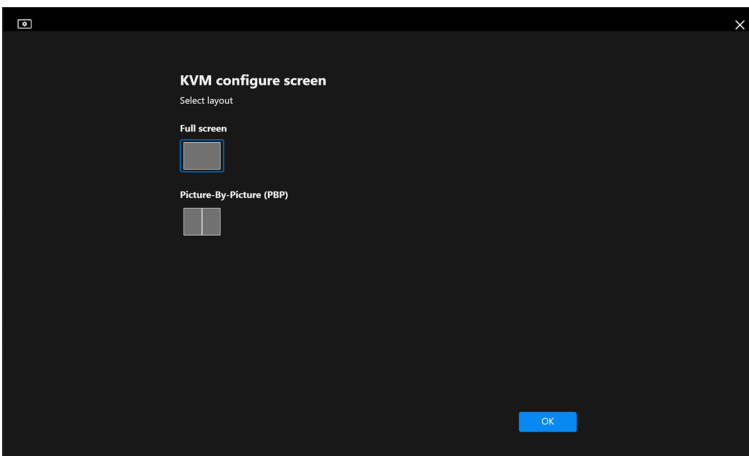 KVM configure screen
Select layout
Full screen
Picture-By-Picture (PBP)
OK